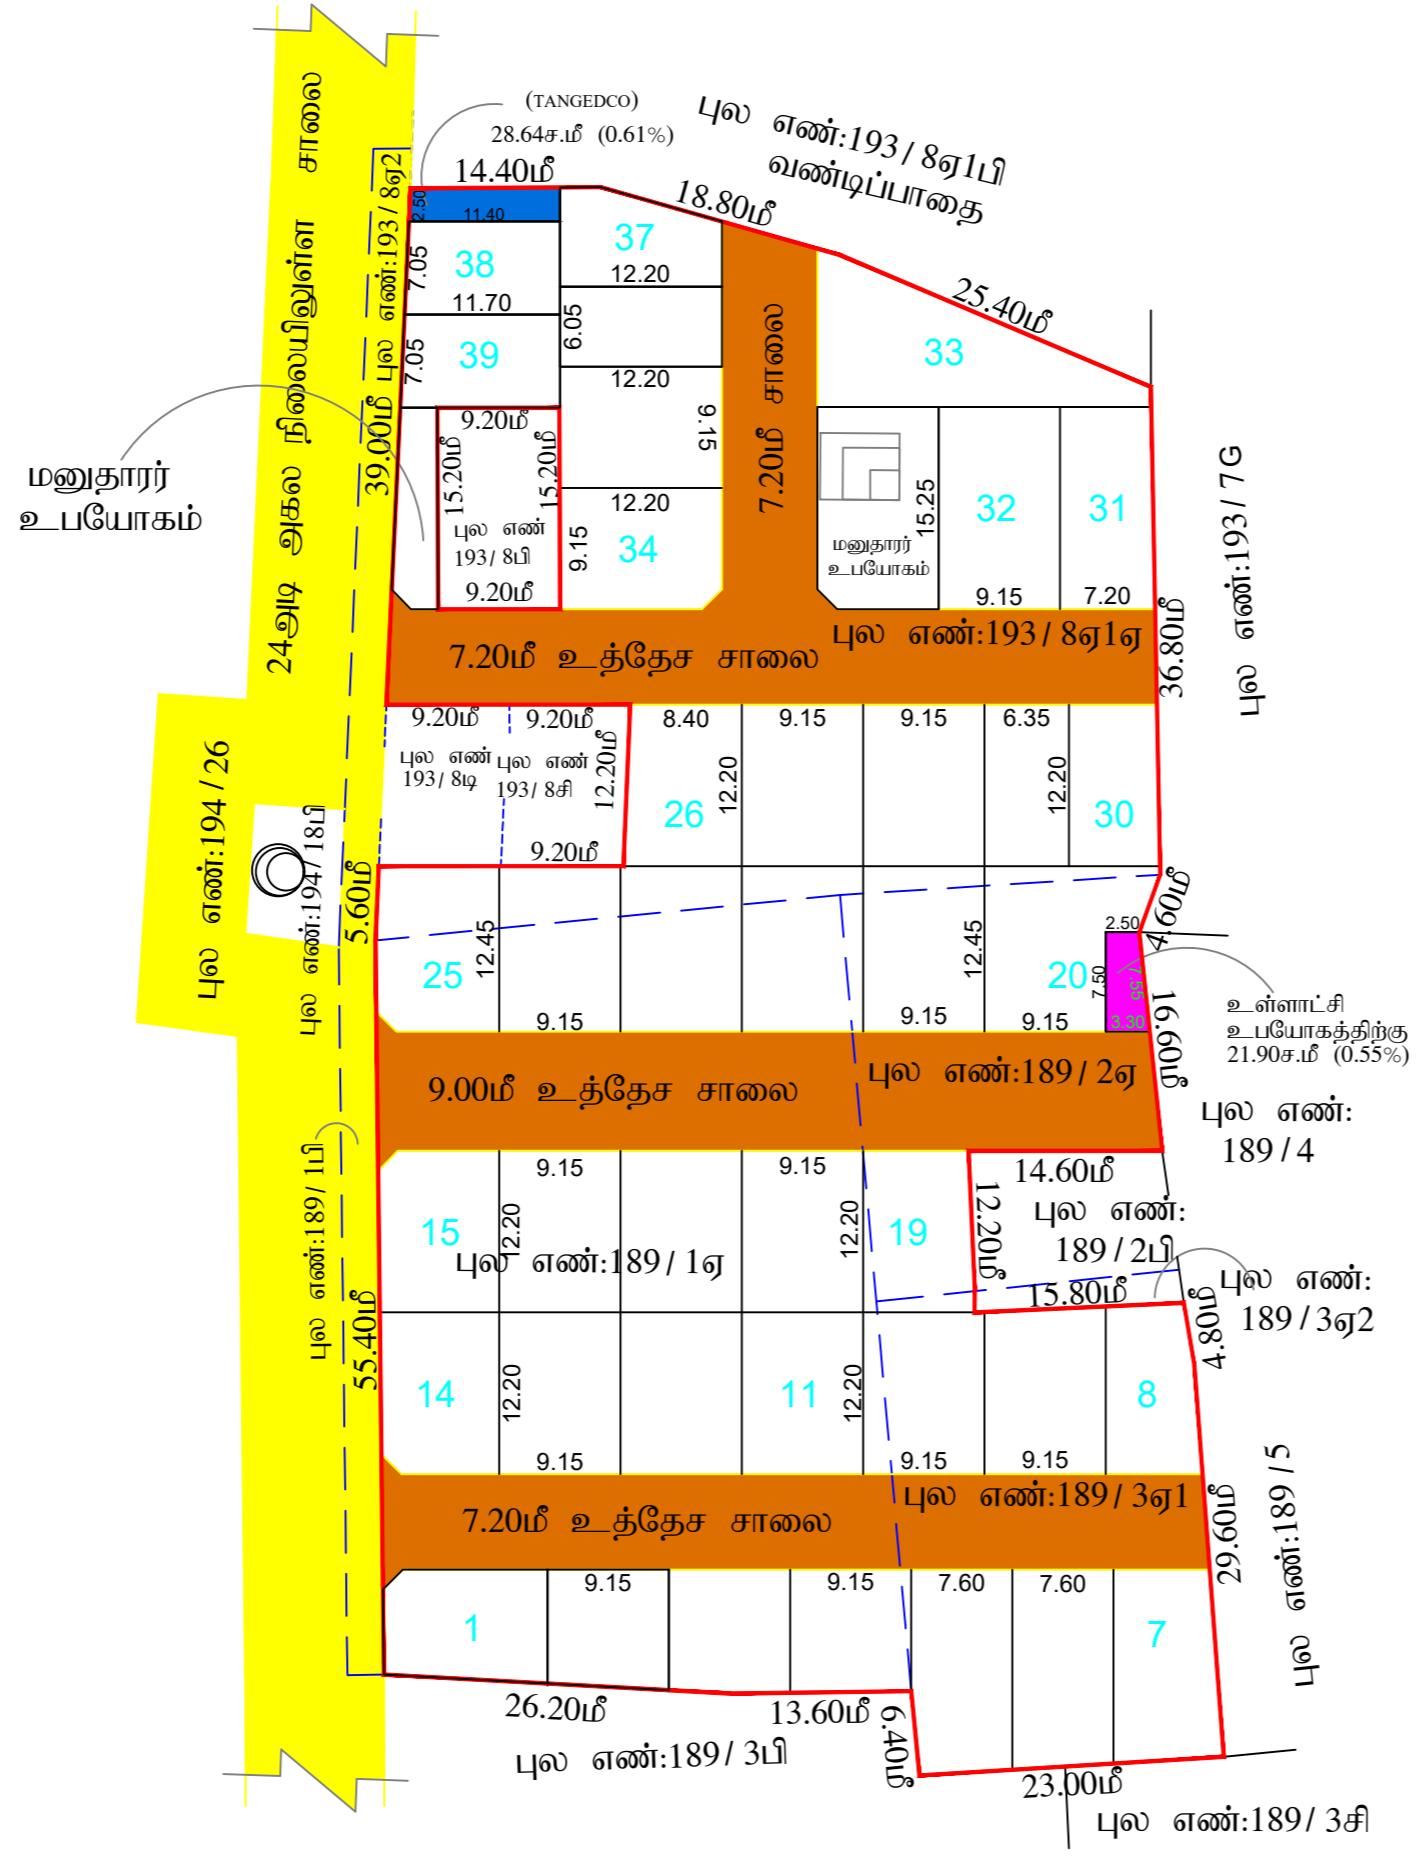 (TANGEDCO)
28.64ச.மீ (0.61%)
14.40மீ
புல எண்:193/8ஏ1பி
வண்டிப்பாதை
18.80மீ
25.40மீ
24அடி அகல நிலையிலுள்ள சாலை
புல எண்:193/8ஏ2
39.00மீ
2.50
11.40
38
7.05
11.70
39
7.05
37
12.20
6.05
12.20
9.15
12.20
9.15
34
7.20மீ சாலை
33
மனுதாரர்
உபயோகம்
9.20மீ
15.20மீ
15.20மீ
புல எண்
193/8பி
9.20மீ
மனுதாரர்
உபயோகம்
15.25
32
9.15
31
7.20
புல எண்:193/7G
36.80மீ
7.20மீ உத்தேச சாலை
புல எண்:193/8ஏ1ஏ
9.20மீ
9.20மீ
புல எண்
193/8டி
புல எண்
193/8சி
12.20மீ
9.20மீ
8.40
9.15
9.15
6.35
26
12.20
12.20
30
புல எண்:194/26
புல எண்:194/18பி
5.60மீ
4.60மீ
25
12.45
9.15
12.45
9.15
9.15
20
2.50
7.50
7.55
3.30
16.60மீ
உள்ளாட்சி
உபயோகத்திற்கு
21.90ச.மீ (0.55%)
9.00மீ உத்தேச சாலை
புல எண்:189/2ஏ
புல எண்:
189/4
புல எண்:189/1பி
55.40மீ
9.15
9.15
15
12.20
12.20
19
புல எண்:189/1ஏ
14.60மீ
12.20மீ
புல எண்:
189/2பி
15.80மீ
புல எண்:
189/3ஏ2
4.80மீ
14
12.20
9.15
11
12.20
9.15
9.15
8
7.20மீ உத்தேச சாலை
புல எண்:189/3ஏ1
29.60மீ
புல எண்:189/5
1
9.15
9.15
7.60
7.60
7
26.20மீ
13.60மீ
6.40மீ
23.00மீ
புல எண்:189/3பி
புல எண்:189/3சி